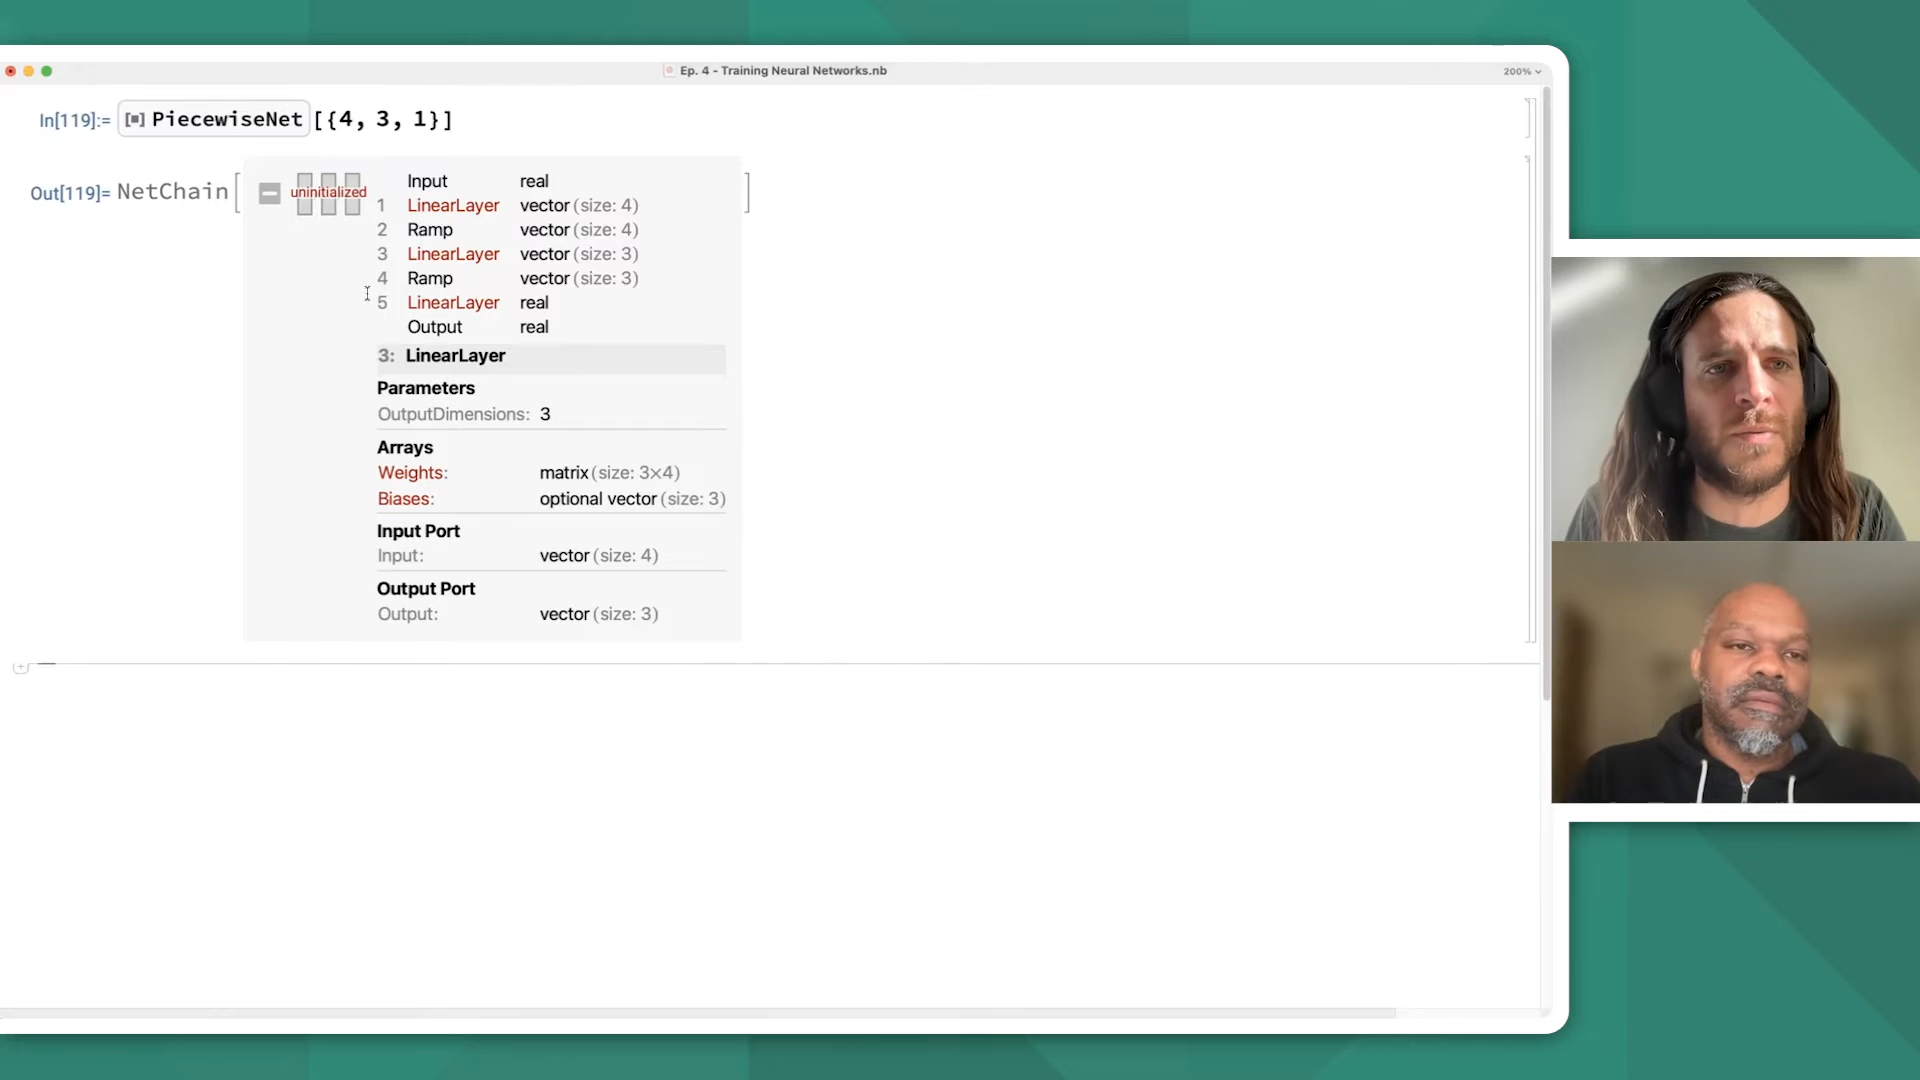 Ep. 4 - Training Neural Networks.nb
200%
In[119]:= PiecewiseNet [{4, 3, 1}]
Out[119]= NetChain[
uninitialized
Input real
1 LinearLayer vector (size: 4)
2 Ramp vector (size: 4)
3 LinearLayer vector (size: 3)
4 Ramp vector (size: 3)
5 LinearLayer real
Output real
]
3: LinearLayer
Parameters
OutputDimensions: 3
Arrays
Weights: matrix (size: 3×4)
Biases: optional vector (size: 3)
Input Port
Input: vector (size: 4)
Output Port
Output: vector (size: 3)